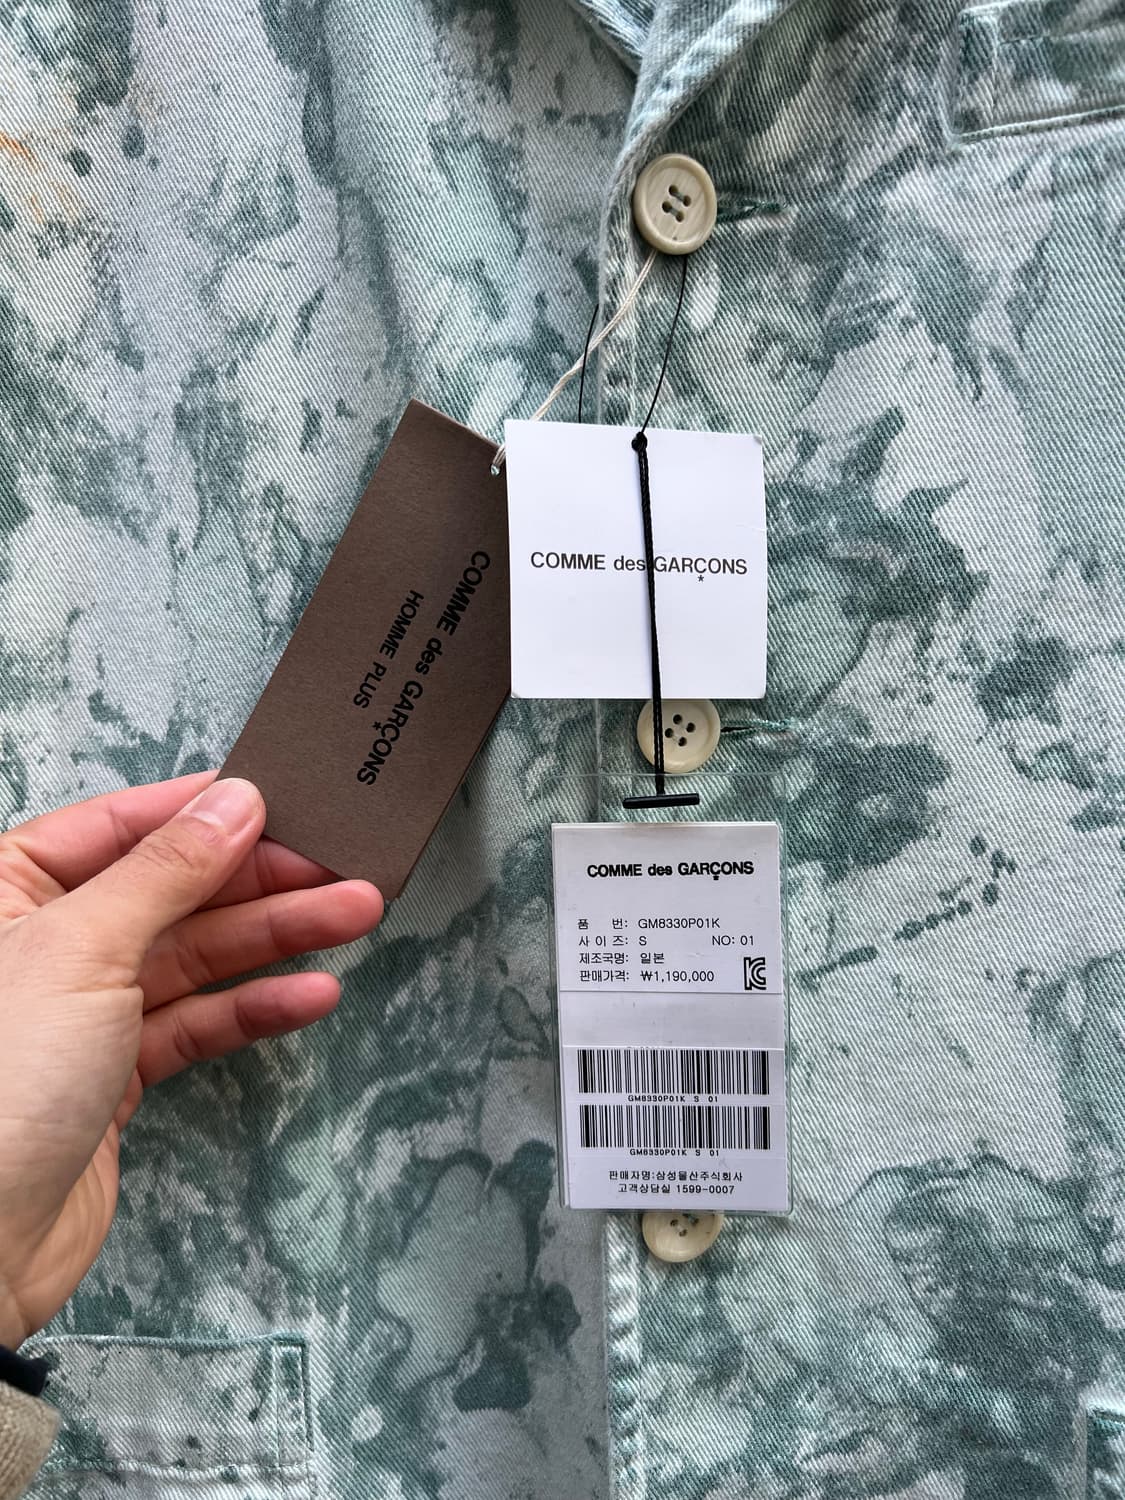 COMME des GARÇONS
HOMME PLUS
COMME des GARÇONS
COMME des GARÇONS
품 번: GM8330P01K
사 이 즈: S NO: 01
제조국명: 일본
판매가격: ₩1,190,000
GM8330P01K S 01
GM8330P01K S 01
판매자명:삼성물산주식회사
고객상담실 1599-0007